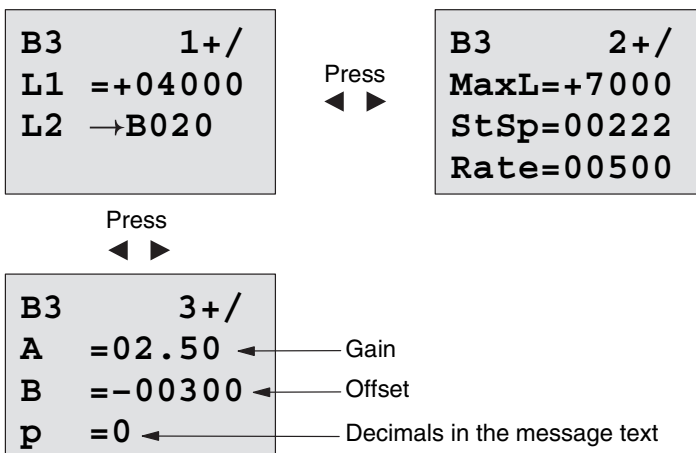 B3 1+/
L1 =+04000
L2 →B020
Press
◄ ►
B3 2+/
MaxL=+7000
StSp=00222
Rate=00500
Press
◄ ►
B3 3+/
A =02.50
Gain
B =-00300
Offset
p =0
Decimals in the message text